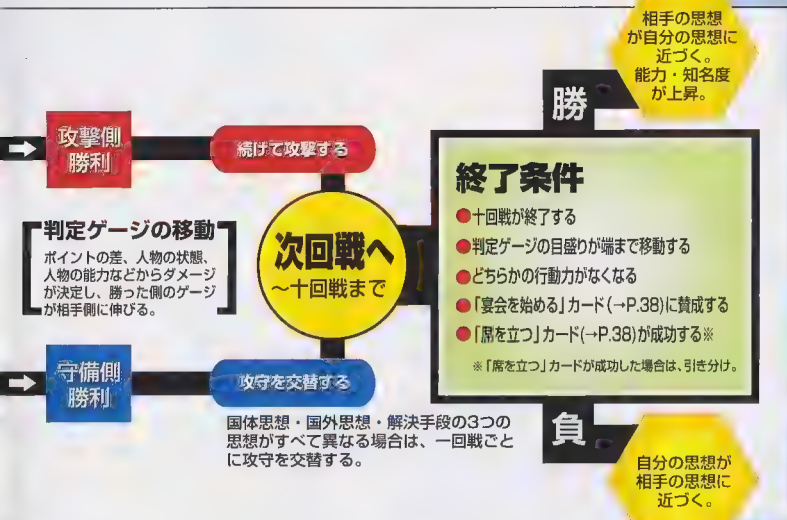 相手の思想
が自分の思想に
近づく。
能力・知名度
が上昇。
勝
攻撃側
勝利
続けて攻撃する
判定ゲージの移動
ポイントの差、人物の状態、
人物の能力などからダメージ
が決定し、勝った側のゲージ
が相手側に伸びる。
次回戦へ
～十回戦まで
守備側
勝利
攻守を交替する
国体思想・国外思想・解決手段の3つの
思想がすべて異なる場合は、一回戦ごと
に攻守を交替する。
終了条件
●十回戦が終了する
●判定ゲージの目盛りが端まで移動する
●どちらかの行動力がなくなる
●「宴会を始める」カード(→P.38)に賛成する
●「席を立つ」カード(→P.38)が成功する※
※「席を立つ」カードが成功した場合は、引き分け。
負
自分の思想が
相手の思想に
近づく。